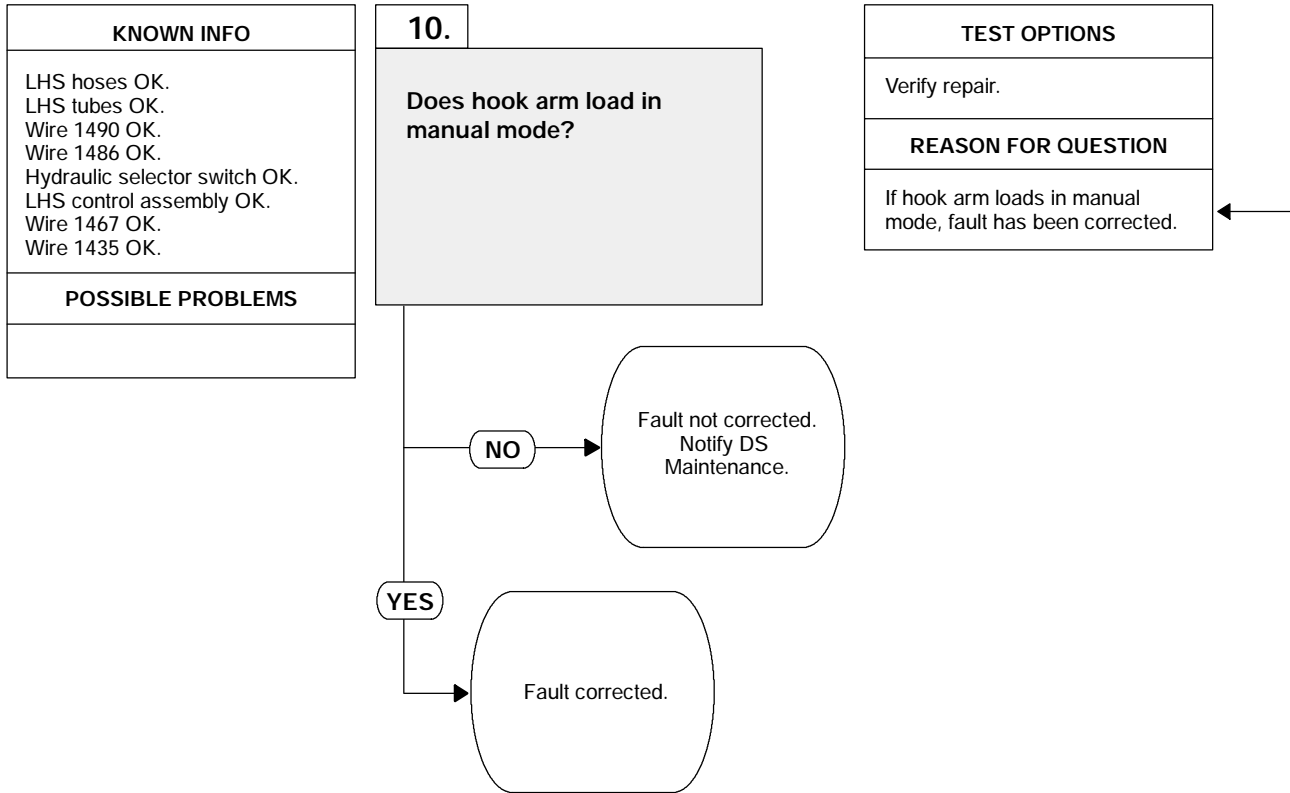 KNOWN INFO
LHS hoses OK.
LHS tubes OK.
Wire 1490 OK.
Wire 1486 OK.
Hydraulic selector switch OK.
LHS control assembly OK.
Wire 1467 OK.
Wire 1435 OK.
POSSIBLE PROBLEMS
10.
Does hook arm load in
manual mode?
TEST OPTIONS
Verify repair.
REASON FOR QUESTION
If hook arm loads in manual
mode, fault has been corrected.
NO
Fault not corrected.
Notify DS
Maintenance.
YES
Fault corrected.